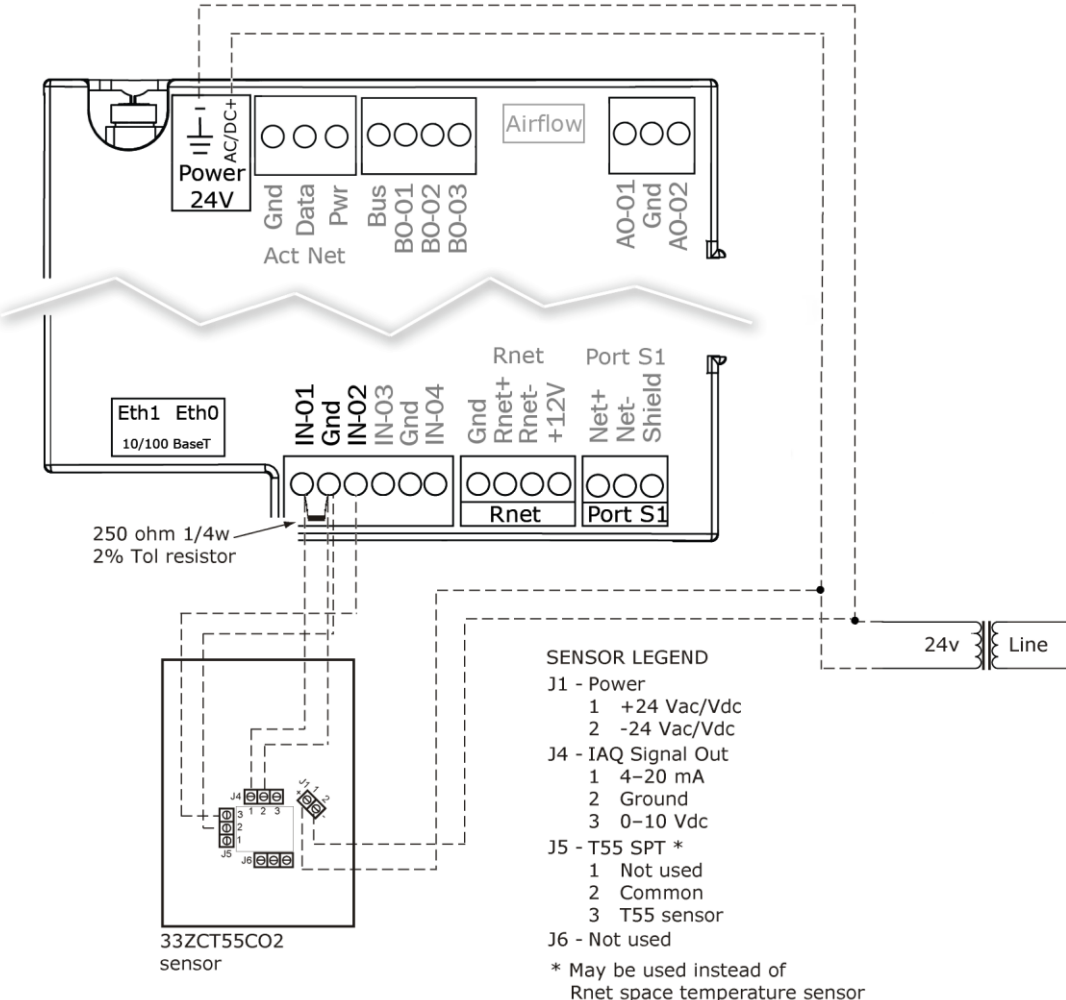 -
AC/DC+
Power
24V
Gnd
Data
Pwr
Act Net
Bus
BO-01
BO-02
BO-03
Airflow
AO-01
Gnd
AO-02
Eth1 Eth0
10/100 BaseT
IN-01
Gnd
IN-02
IN-03
Gnd
IN-04
Rnet
Gnd
Rnet+
Rnet-
+12V
Rnet
Port S1
Net+
Net-
Shield
Port S1
250 ohm 1/4w
2% Tol resistor
24v
Line
J4
1 2 3
J1
1
2
+
-
3
2
1
J5
J6
33ZCT55CO2
sensor
SENSOR LEGEND
J1 - Power
1 +24 Vac/Vdc
2 -24 Vac/Vdc
J4 - IAQ Signal Out
1 4–20 mA
2 Ground
3 0–10 Vdc
J5 - T55 SPT *
1 Not used
2 Common
3 T55 sensor
J6 - Not used
* May be used instead of
Rnet space temperature sensor